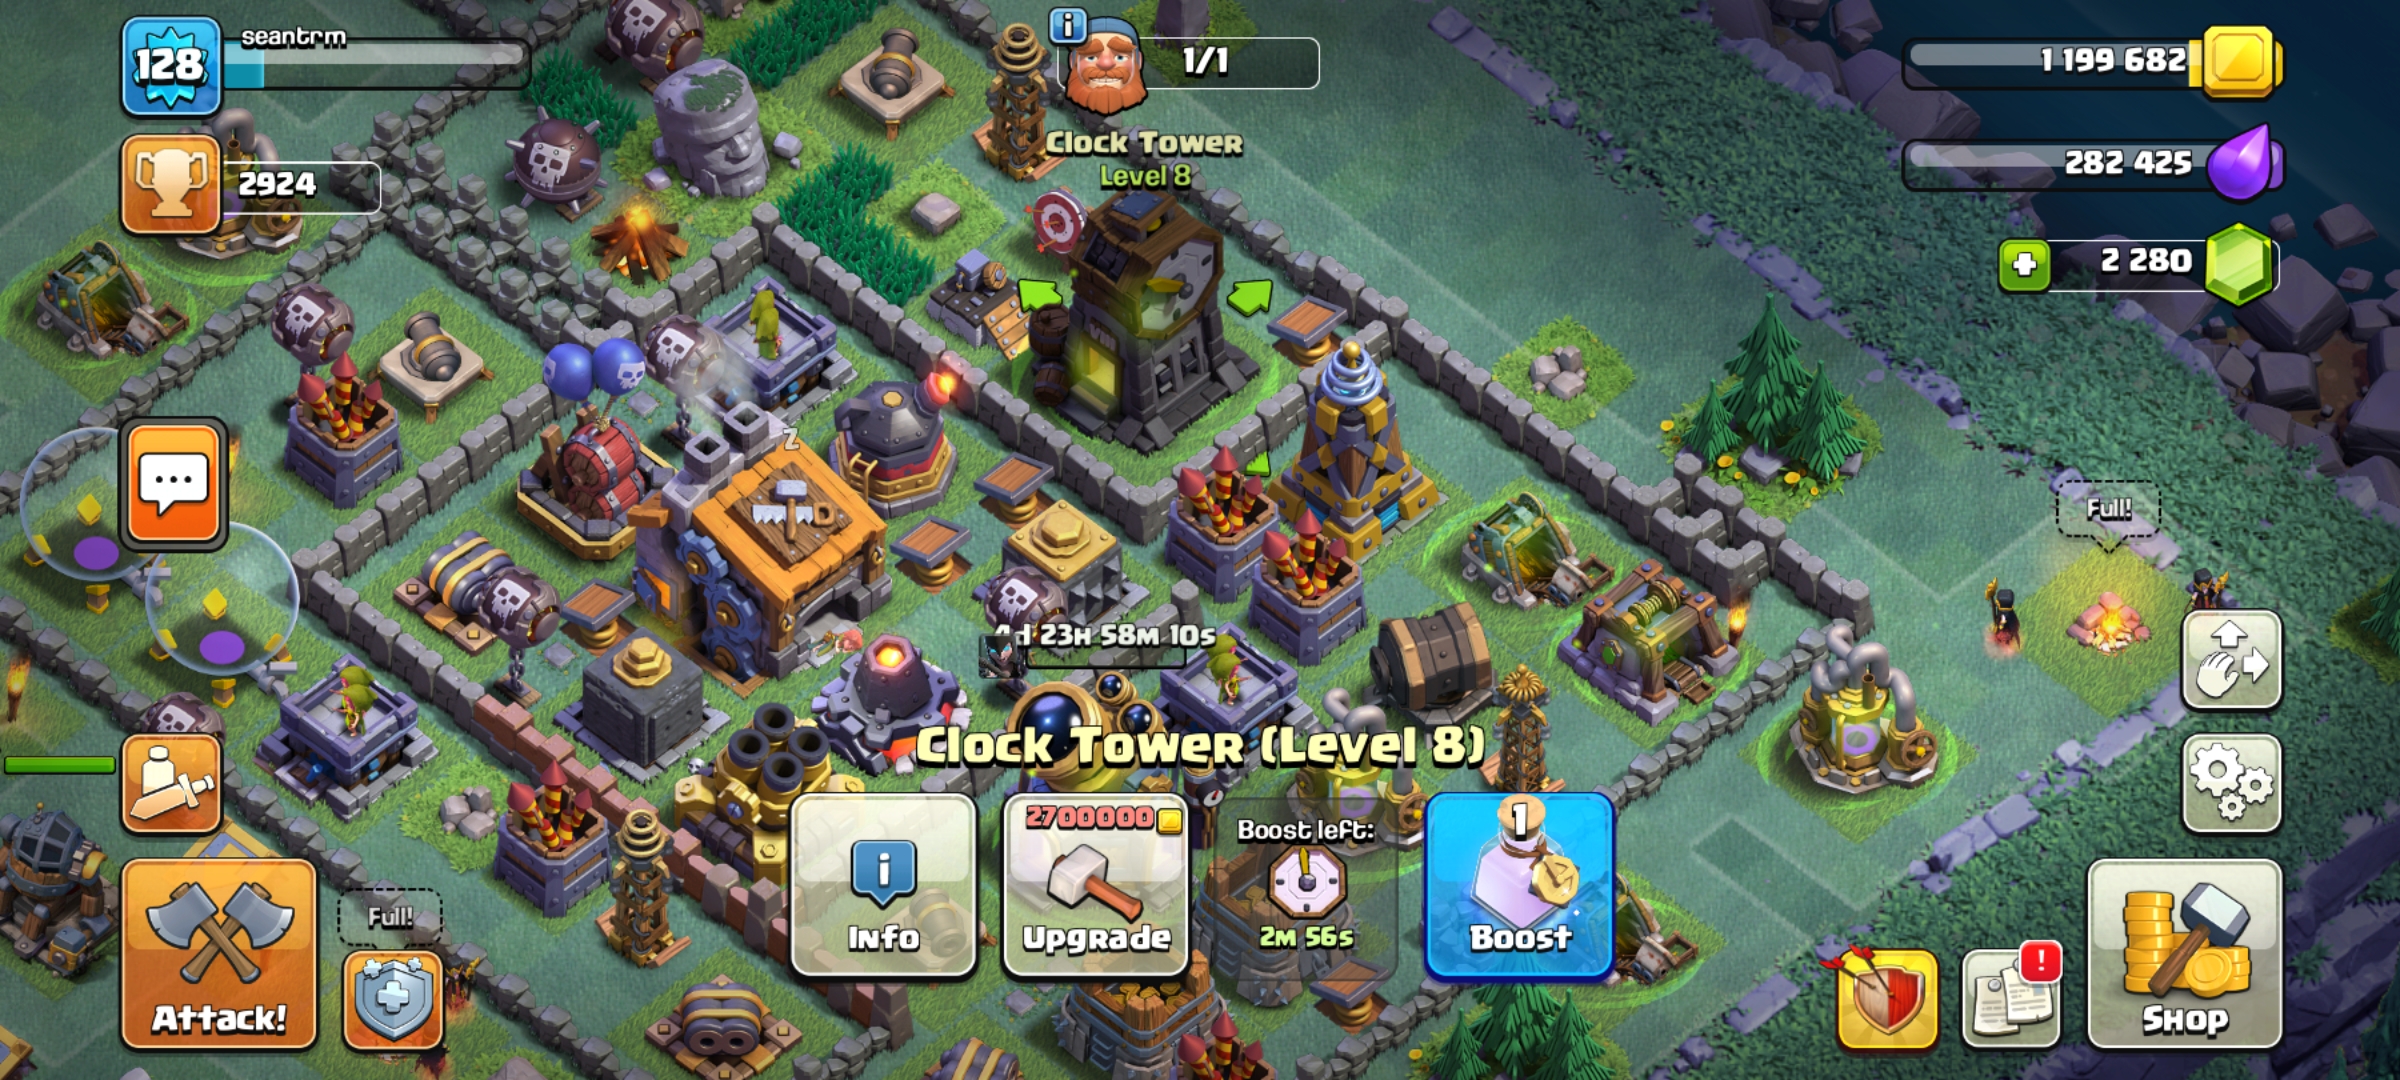 128
seantrm
1/1
1 199 682
Clock Tower
Level 8
2924
282 425
2 280
Z
Full!
4d 23H 58M 10s
Clock Tower (Level 8)
2700000
Boost left:
1
Full!
Info
Upgrade
2M 56s
Boost
!
Attack!
Shop